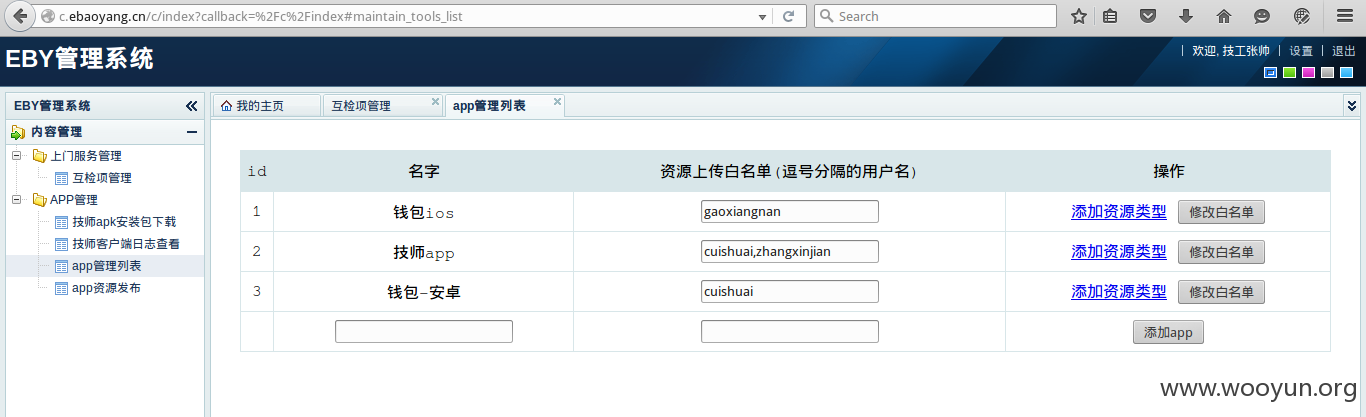 c.ebaoyang.cn/c/index?callback=%2Fc%2Findex#maintain_tools_list
Search
EBY管理系统
欢迎, 技工张帅 | 设置 | 退出
EBY管理系统
我的主页
互检项管理
app管理列表
内容管理
上门服务管理
互检项管理
APP管理
技师apk安装包下载
技师客户端日志查看
app管理列表
app资源发布
id 名字 资源上传白名单(逗号分隔的用户名) 操作
1 钱包ios gaoxiangnan 添加资源类型 修改白名单
2 技师app cuishuai,zhangxinjian 添加资源类型 修改白名单
3 钱包-安卓 cuishuai 添加资源类型 修改白名单
添加app
www.wooyun.org